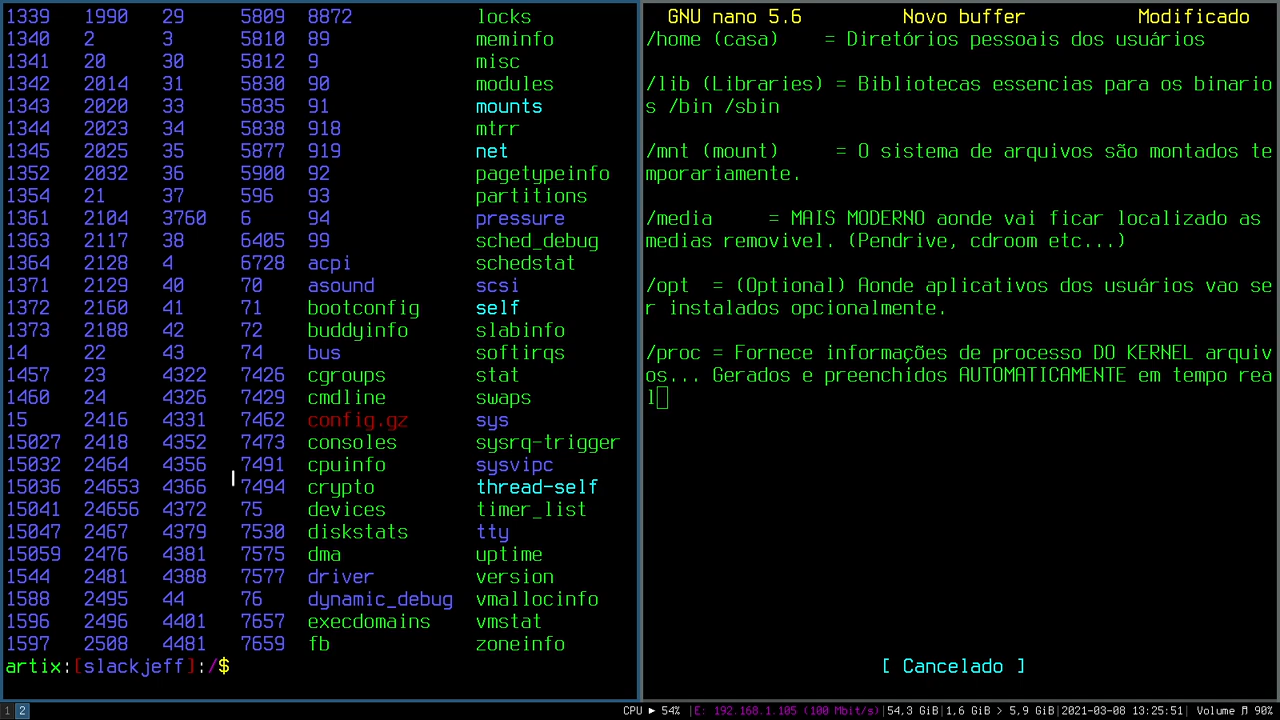 1339 1990 29 5809 8872 locks
1340 2 3 5810 89 meminfo
1341 20 30 5812 9 misc
1342 2014 31 5830 90 modules
1343 2020 33 5835 91 mounts
1344 2023 34 5838 918 mtrr
1345 2025 35 5877 919 net
1352 2032 36 5900 92 pagetypeinfo
1354 21 37 596 93 partitions
1361 2104 3760 6 94 pressure
1363 2117 38 6405 99 sched_debug
1364 2128 4 6728 acpi schedstat
1371 2129 40 70 asound scsi
1372 2160 41 71 bootconfig self
1373 2188 42 72 buddyinfo slabinfo
14 22 43 74 bus softirqs
1457 23 4322 7426 cgroups stat
1460 24 4326 7429 cmdline swaps
15 2416 4331 7462 config.gz sys
15027 2418 4352 7473 consoles sysrq-trigger
15032 2464 4356 7491 cpuinfo sysvipc
15036 24653 4366 7494 crypto thread-self
15041 24656 4372 75 devices timer_list
15047 2467 4379 7530 diskstats tty
15059 2476 4381 7575 dma uptime
1544 2481 4388 7577 driver version
1588 2495 44 76 dynamic_debug vmallocinfo
1596 2496 4401 7657 execdomains vmstat
1597 2508 4481 7659 fb zoneinfo
artix:[slackjeff]:/$
GNU nano 5.6 Novo buffer Modificado
/home (casa) = Diretórios pessoais dos usuários
/lib (Libraries) = Bibliotecas essencias para os binario
s /bin /sbin
/mnt (mount) = O sistema de arquivos são montados te
mporariamente.
/media = MAIS MODERNO aonde vai ficar localizado as
medias removivel. (Pendrive, cdroom etc...)
/opt = (Optional) Aonde aplicativos dos usuários vao se
r instalados opcionalmente.
/proc = Fornece informações de processo DO KERNEL arquiv
os... Gerados e preenchidos AUTOMATICAMENTE em tempo rea
l
[ Cancelado ]
1 2 CPU ► 54% |E: 192.168.1.105 (100 Mbit/s)|54.3 GiB|1,6 GiB > 5,9 GiB|2021-03-08 13:25:51| Volume ♬ 90%